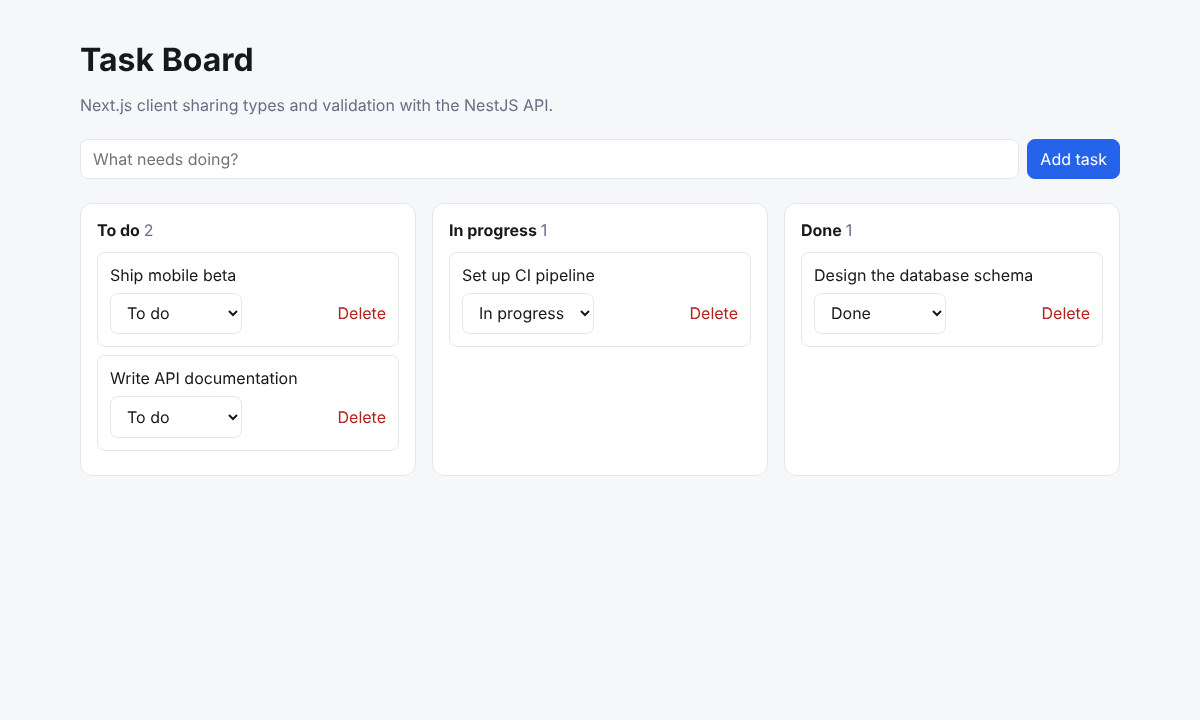 Task Board
Next.js client sharing types and validation with the NestJS API.
What needs doing?
Add task
To do 2
Ship mobile beta
To do
Delete
Write API documentation
To do
Delete
In progress 1
Set up CI pipeline
In progress
Delete
Done 1
Design the database schema
Done
Delete